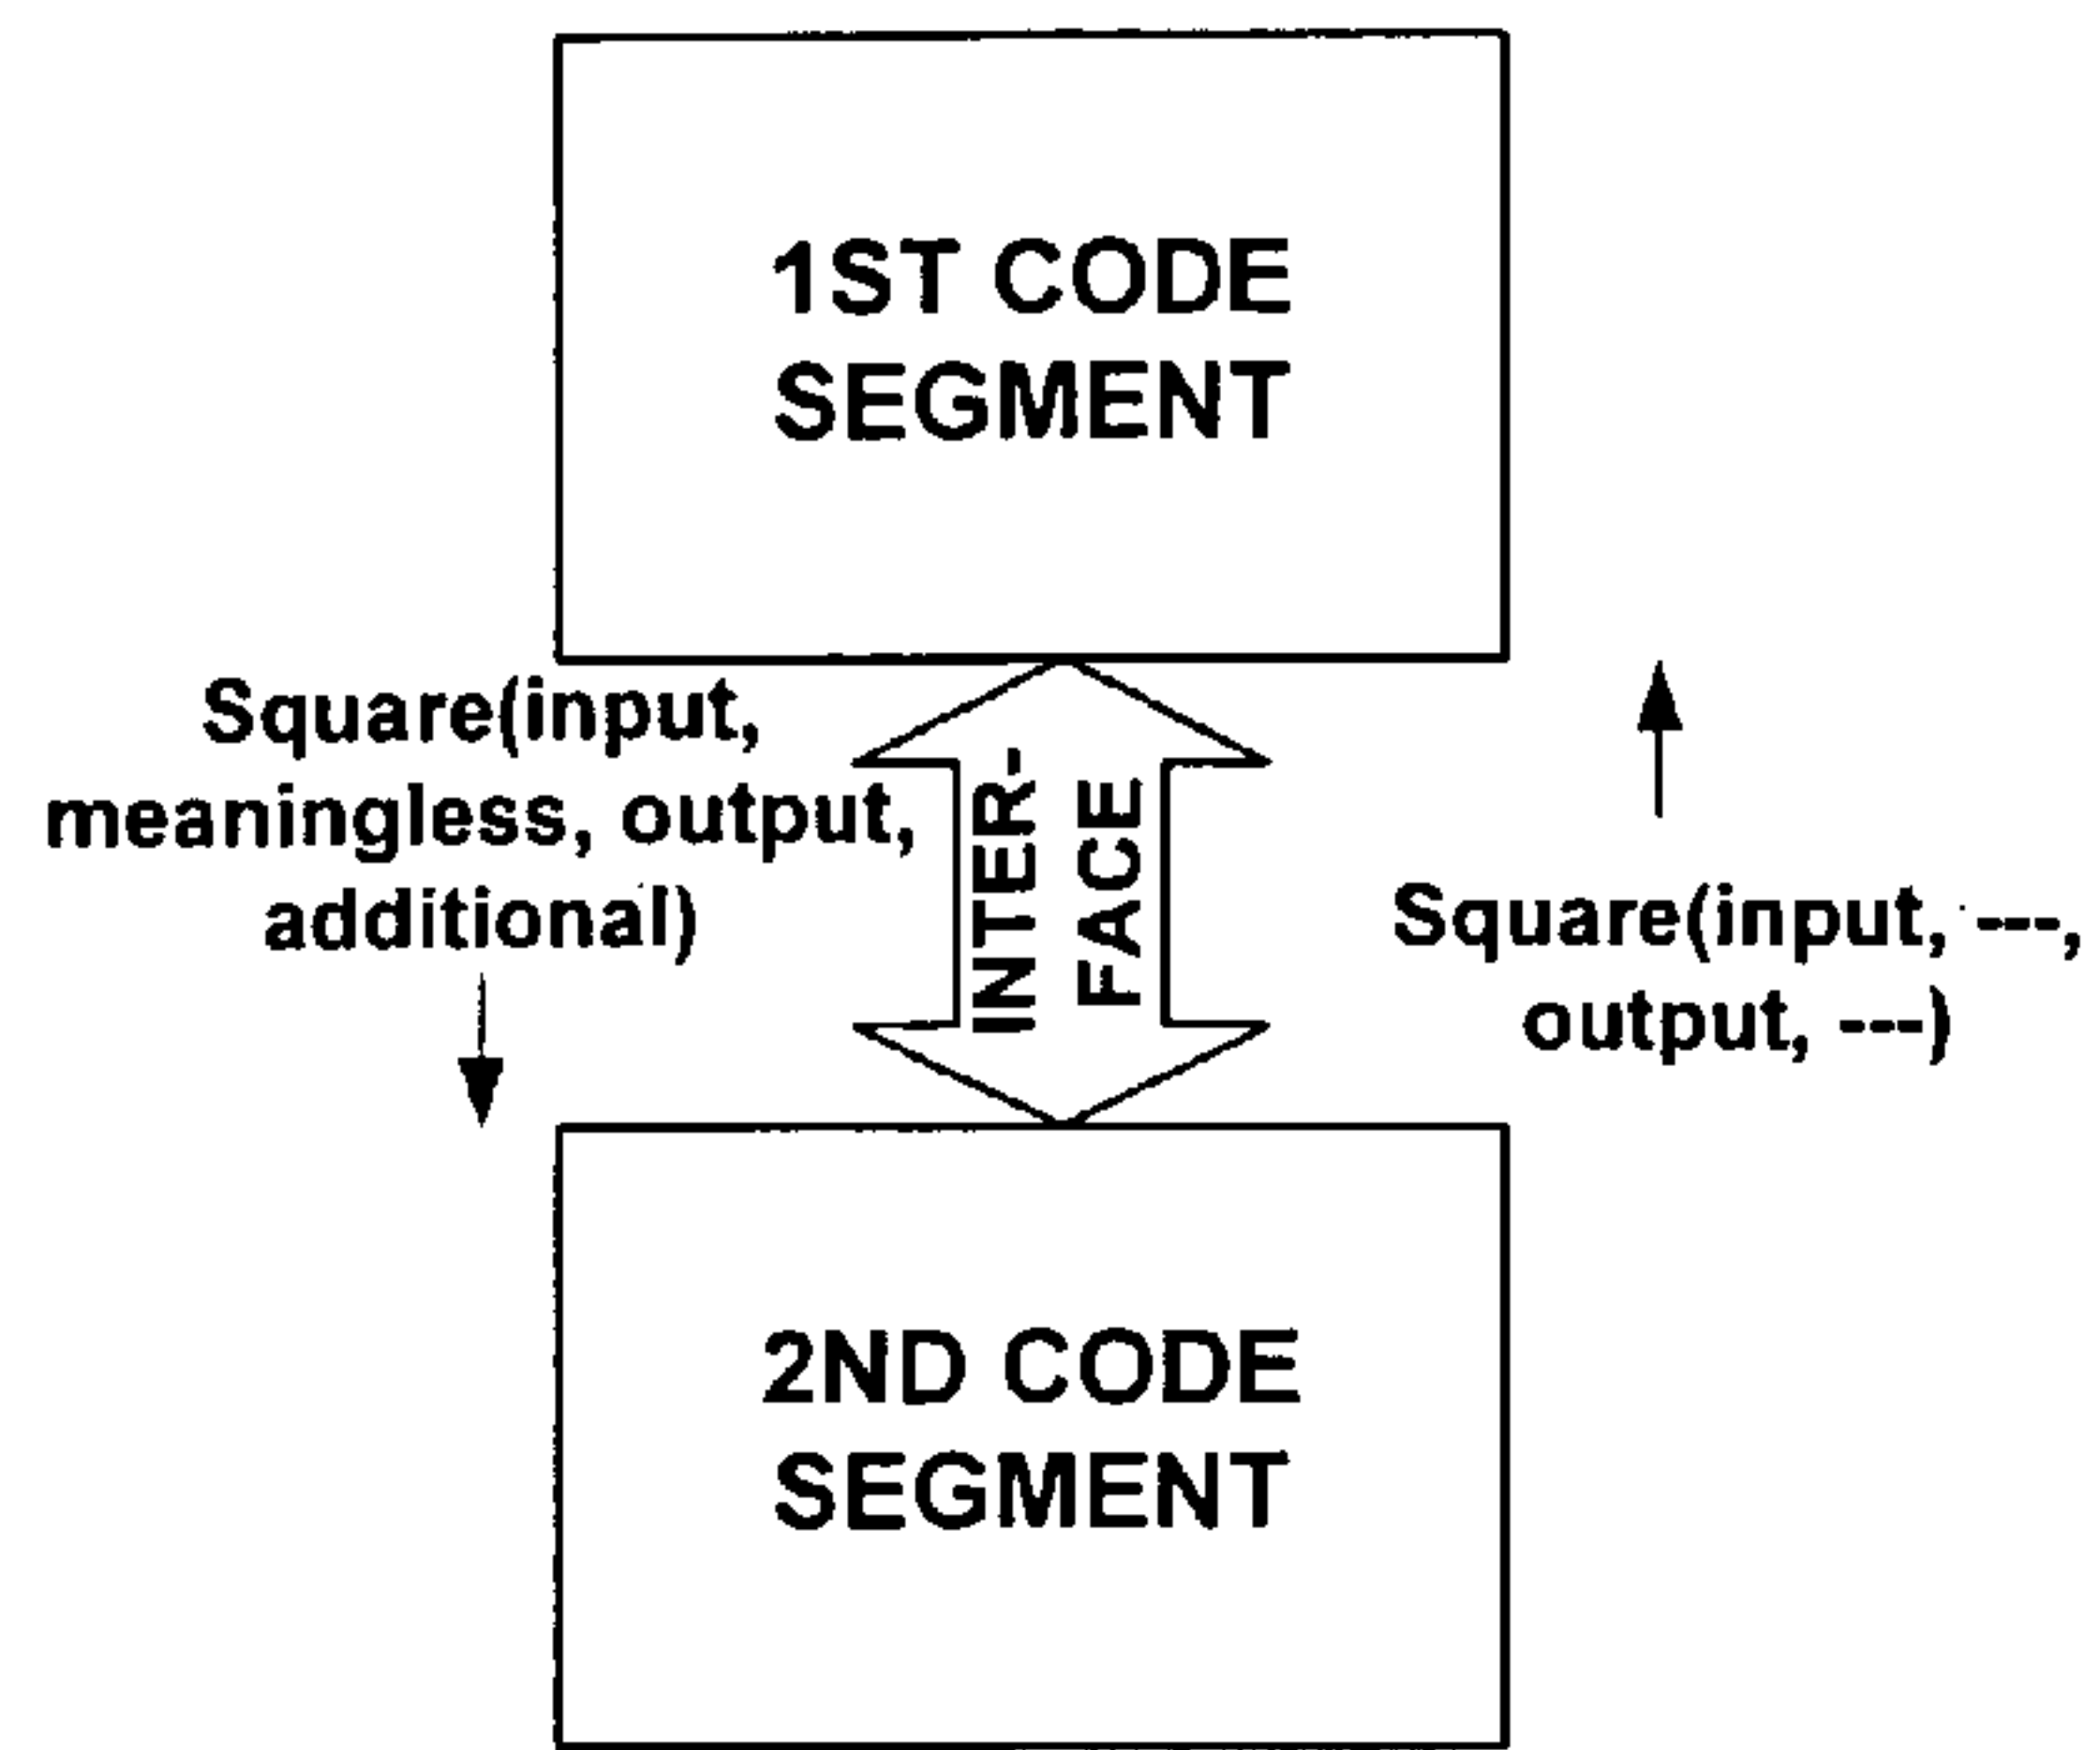 1ST CODE
SEGMENT
Square(input,
meaningless, output,
additional)
INTER-
FACE
Square(input, ---,
output, ---)
2ND CODE
SEGMENT